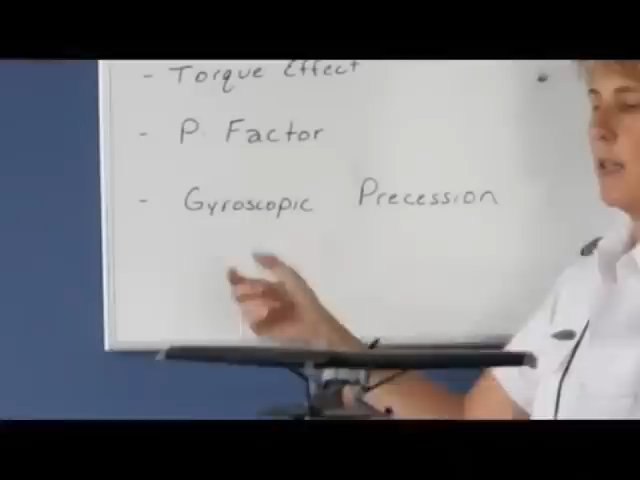 - Torque Effect
- P Factor
- Gyroscopic Precession